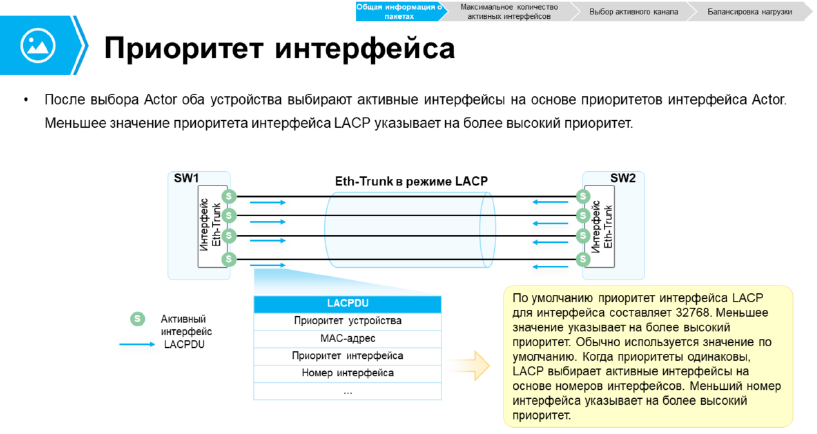 Общая информация о
пакетах
Максимальное количество
активных интерфейсов
Выбор активного канала
Балансировка нагрузки
Приоритет интерфейса
• После выбора Actor оба устройства выбирают активные интерфейсы на основе приоритетов интерфейса Actor.
Меньшее значение приоритета интерфейса LACP указывает на более высокий приоритет.
SW1
Eth-Trunk в режиме LACP
SW2
Интерфейс
Eth-Trunk
S
S
S
S
S
S
S
S
Интерфейс
Eth-Trunk
LACPDU
Приоритет устройства
MAC-адрес
Приоритет интерфейса
Номер интерфейса
...
S
Активный
интерфейс
LACPDU
По умолчанию приоритет интерфейса LACP
для интерфейса составляет 32768. Меньшее
значение указывает на более высокий
приоритет. Обычно используется значение по
умолчанию. Когда приоритеты одинаковы,
LACP выбирает активные интерфейсы на
основе номеров интерфейсов. Меньший номер
интерфейса указывает на более высокий
приоритет.